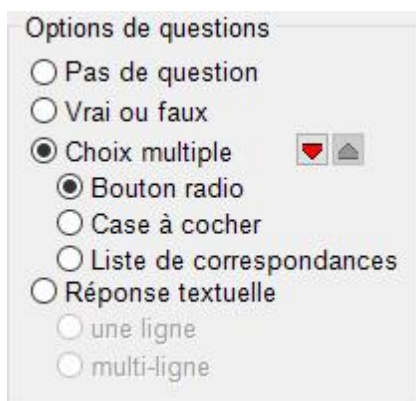 Options de questions
Pas de question
Vrai ou faux
Choix multiple
Bouton radio
Case à cocher
Liste de correspondances
Réponse textuelle
une ligne
multi-ligne